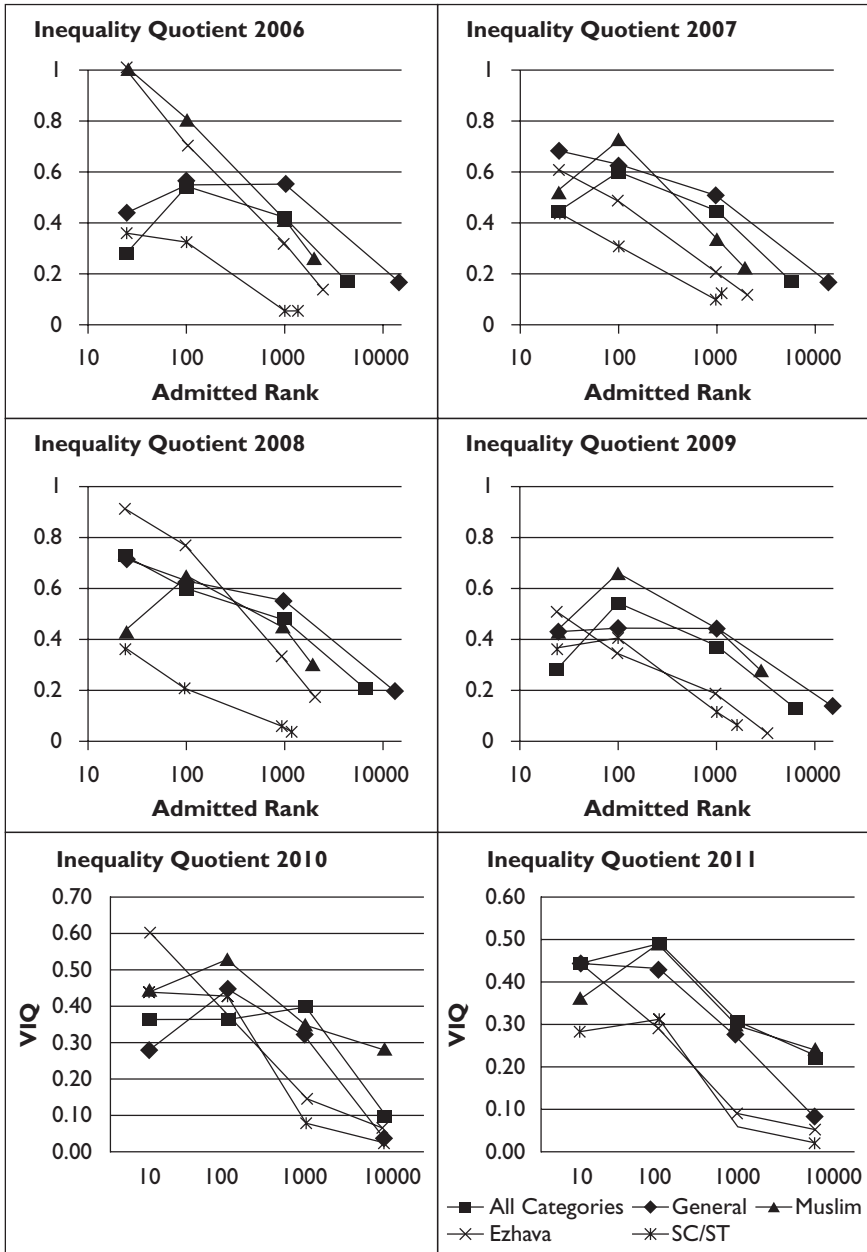 Inequality Quotient 2006
1
0.8
0.6
0.4
0.2
0
10 100 1000 10000
Admitted Rank
Inequality Quotient 2007
1
0.8
0.6
0.4
0.2
0
10 100 1000 10000
Admitted Rank
Inequality Quotient 2008
1
0.8
0.6
0.4
0.2
0
10 100 1000 10000
Admitted Rank
Inequality Quotient 2009
1
0.8
0.6
0.4
0.2
0
10 100 1000 10000
Admitted Rank
Inequality Quotient 2010
0.70
0.60
0.50
0.40
0.30
0.20
0.10
0.00
VIQ
10 100 1000 10000
Inequality Quotient 2011
0.60
0.50
0.40
0.30
0.20
0.10
0.00
VIQ
10 100 1000 10000
All Categories General Muslim
Ezhava SC/ST